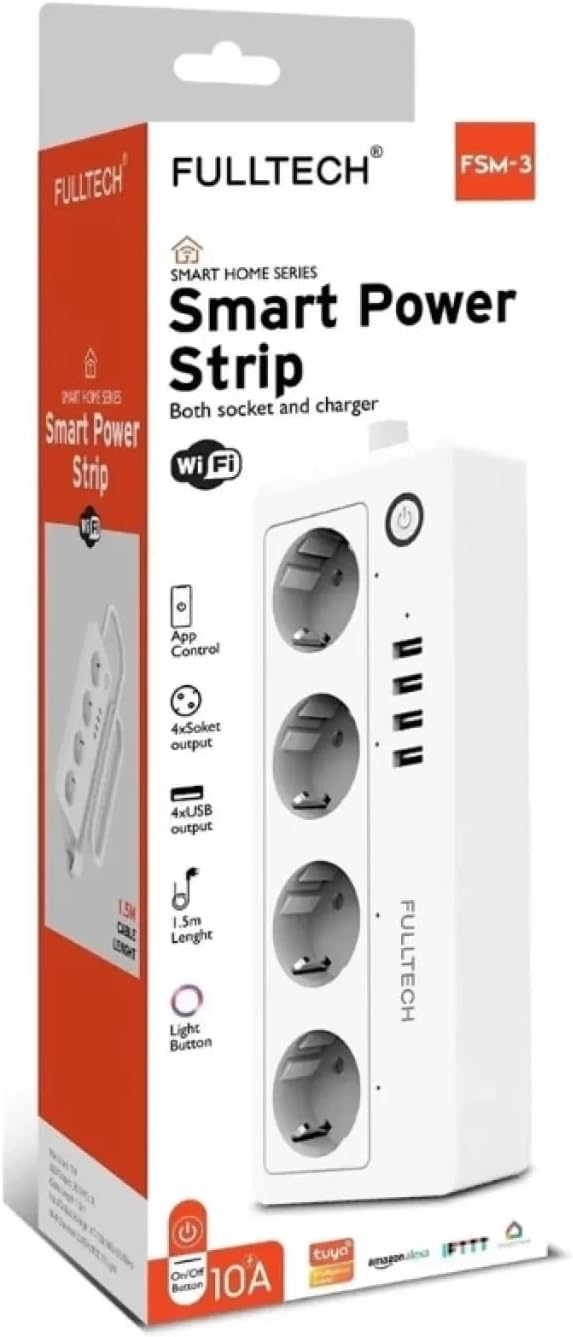 FULLTECH®
SMART HOME SERIES
Smart Power
Strip
WiFi
1.5M
CABLE
LENGHT
FULLTECH®
FSM-3
SMART HOME SERIES
Smart Power
Strip
Both socket and charger
WiFi
App
Control
4xSoket
output
4xUSB
output
1.5m
Lenght
Light
Button
FULLTECH
On/Off
Button
10A
tuya
amazon alexa
IFTTT